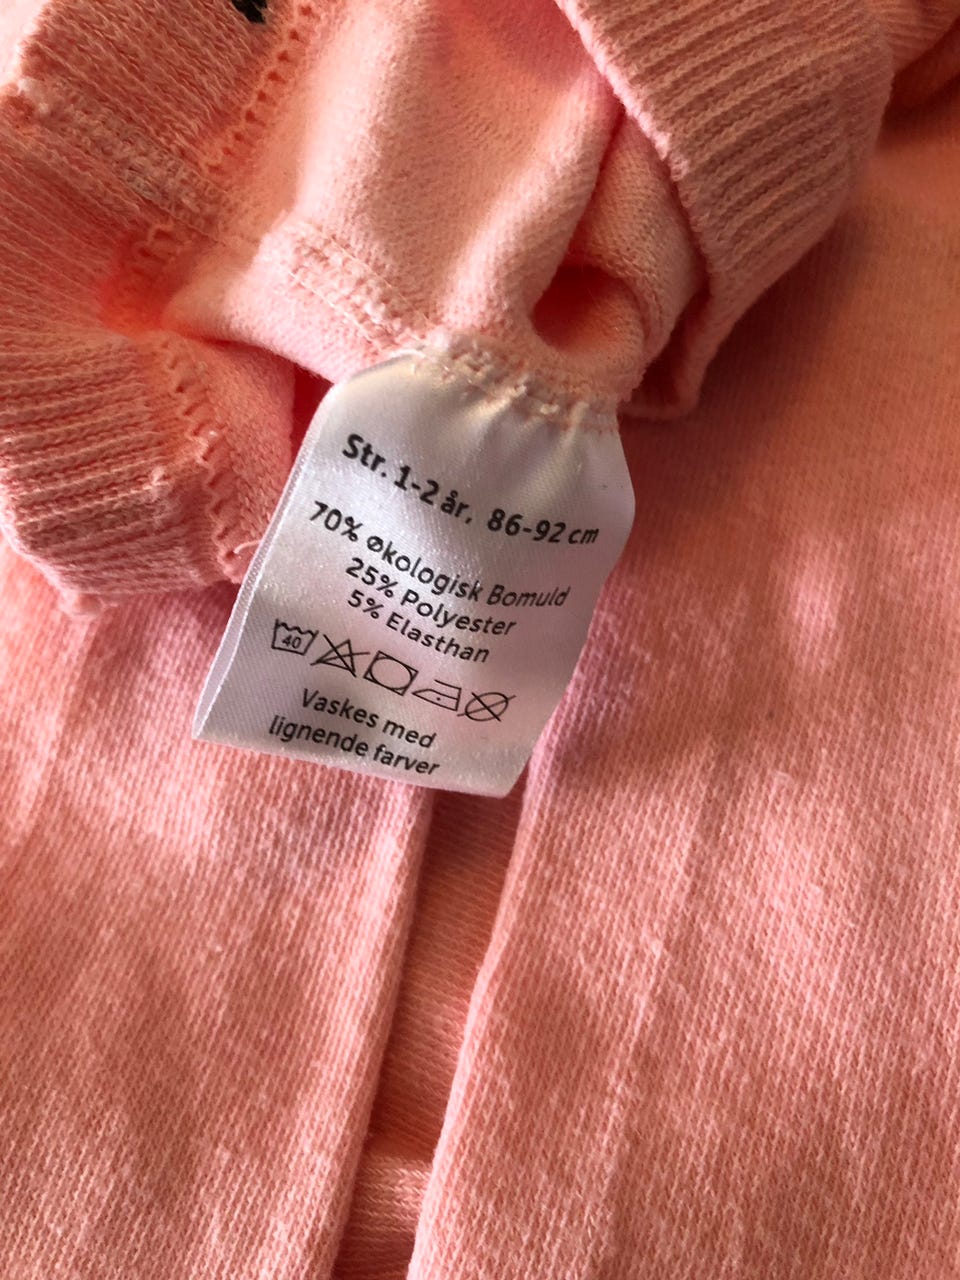 Str. 1-2 år, 86-92 cm
70% økologisk Bomuld
25% Polyester
5% Elasthan
40
Vaskes med
lignende farver